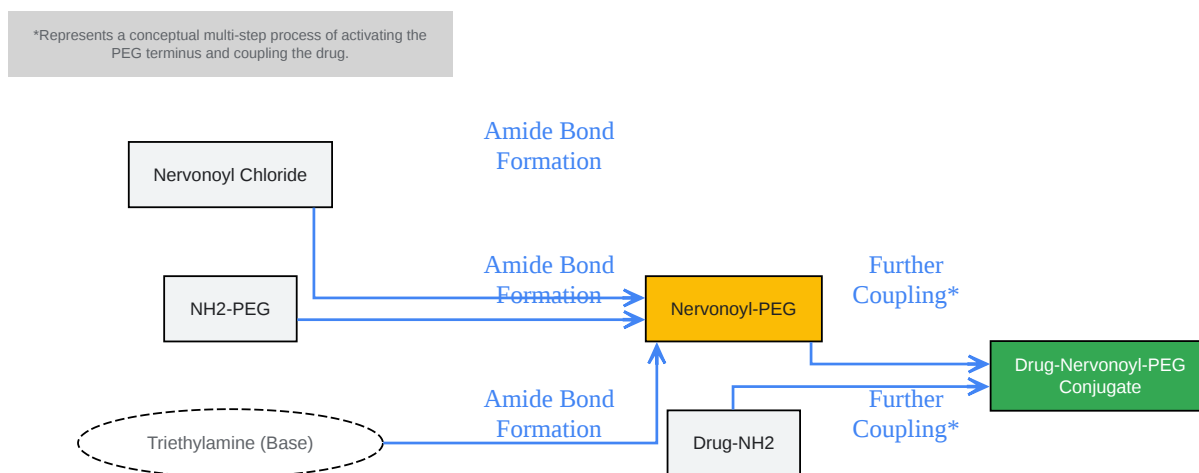 *Represents a conceptual multi-step process of activating the
PEG terminus and coupling the drug.
Amide Bond
Formation
Nervonoyl Chloride
Amide Bond
Formation
Further
Coupling*
NH2-PEG
Nervonoyl-PEG
Drug-Nervonoyl-PEG
Conjugate
Amide Bond
Formation
Further
Coupling*
Triethylamine (Base)
Drug-NH2